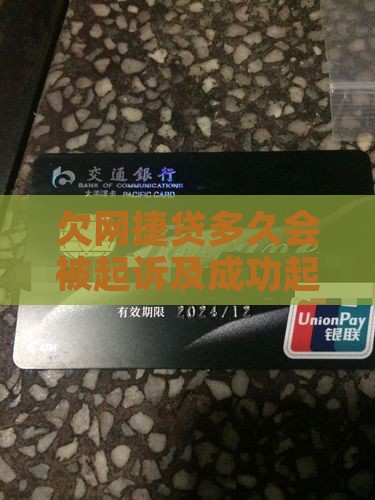 交通銀行
BANK OF COMMUNICATIONS
太平洋卡 PACIFIC CARD
欠网捷贷多久会
被起诉及成功起
有效期限 2024/12
UnionPay
银联
ATM